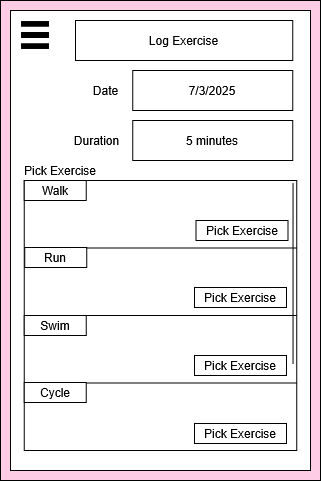 Log Exercise
Date
7/3/2025
Duration
5 minutes
Pick Exercise
Walk
Pick Exercise
Run
Pick Exercise
Swim
Pick Exercise
Cycle
Pick Exercise